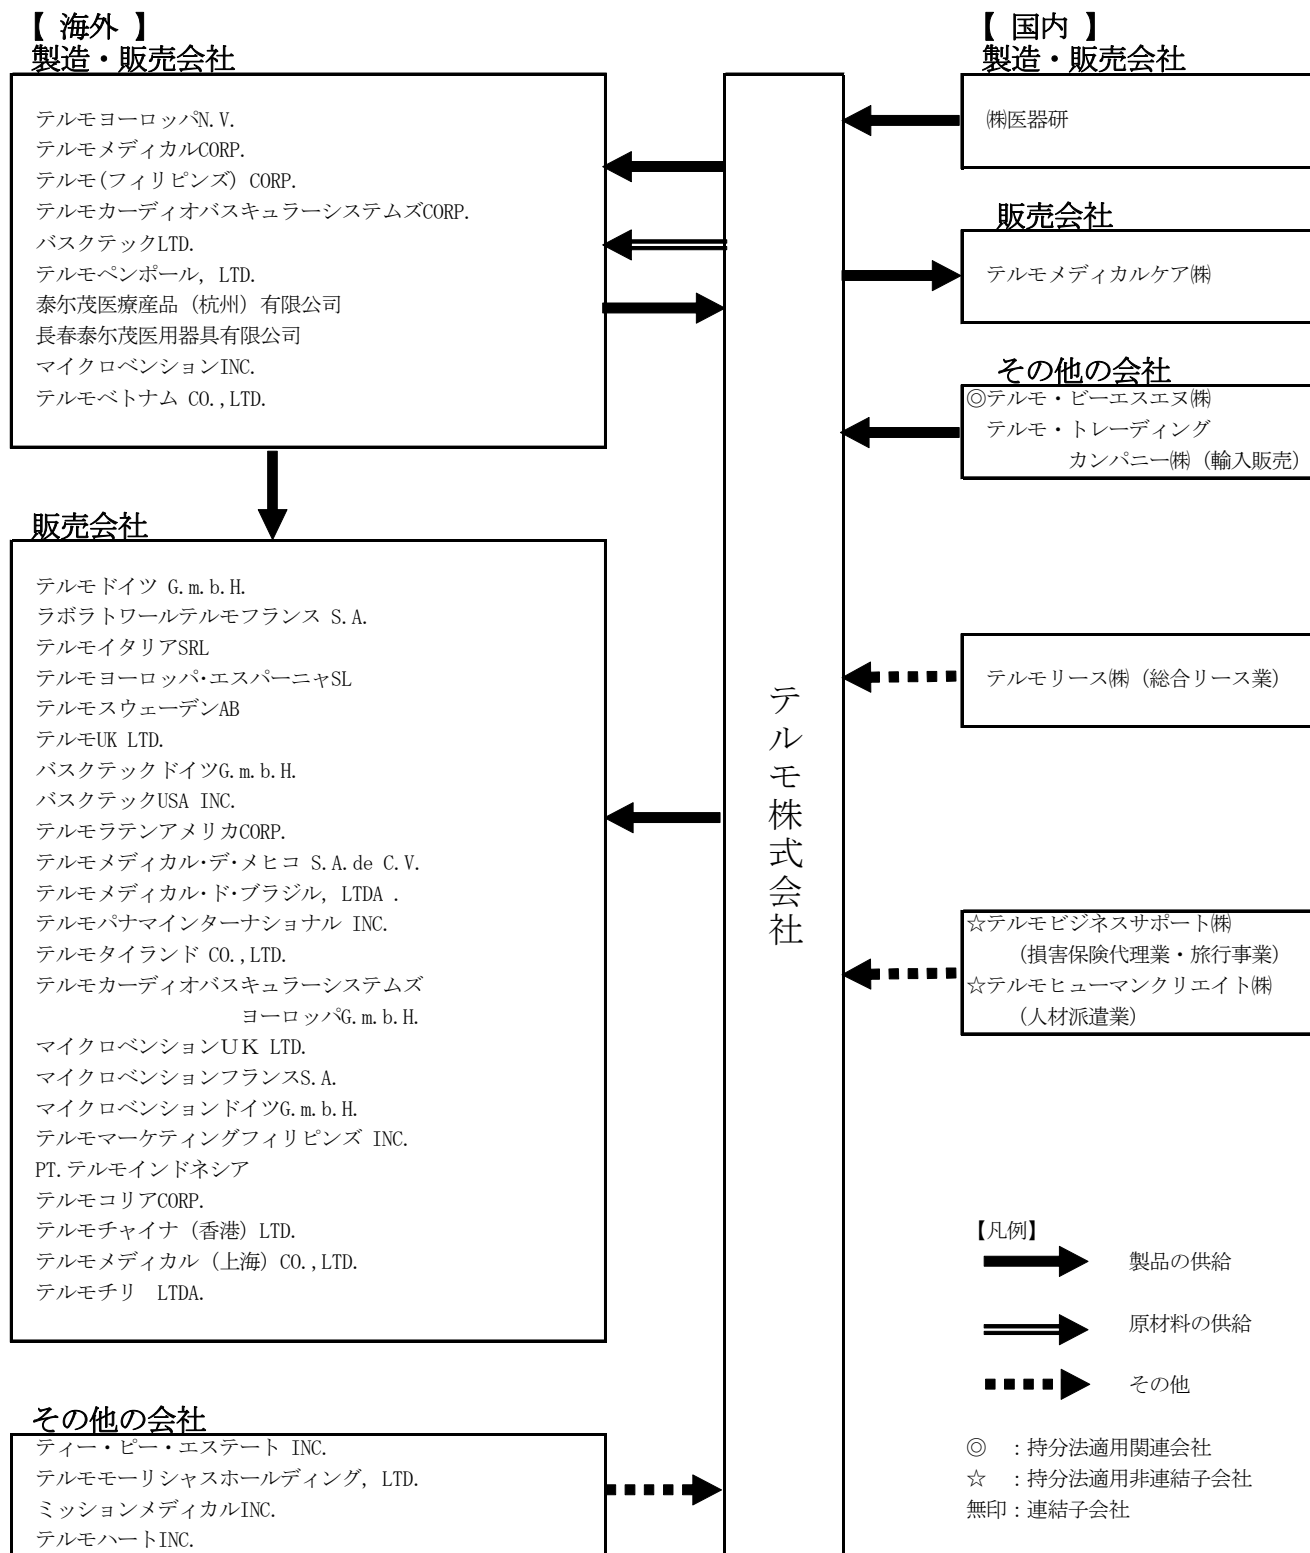 【 海外 】
製造・販売会社
テルモヨーロッパN.V.
テルモメディカルCORP.
テルモ(フィリピンズ) CORP.
テルモカーディオバスキュラーシステムズCORP.
バスクテックLTD.
テルモペンポール, LTD.
泰尓茂医療産品（杭州）有限公司
長春泰尓茂医用器具有限公司
マイクロベンションINC.
テルモベトナム CO.,LTD.
販売会社
テルモドイツ G.m.b.H.
ラボラトワールテルモフランス S.A.
テルモイタリアSRL
テルモヨーロッパ･エスパーニャSL
テルモスウェーデンAB
テルモUK LTD.
バスクテックドイツG.m.b.H.
バスクテックUSA INC.
テルモラテンアメリカCORP.
テルモメディカル･デ･メヒコ S.A.de C.V.
テルモメディカル･ド･ブラジル, LTDA .
テルモパナマインターナショナル INC.
テルモタイランド CO.,LTD.
テルモカーディオバスキュラーシステムズ
ヨーロッパG.m.b.H.
マイクロベンションＵＫ LTD.
マイクロベンションフランスS.A.
マイクロベンションドイツG.m.b.H.
テルモマーケティングフィリピンズ INC.
PT.テルモインドネシア
テルモコリアCORP.
テルモチャイナ（香港）LTD.
テルモメディカル（上海）CO.,LTD.
テルモチリ　LTDA.
その他の会社
ティー・ピー・エステート INC.
テルモモーリシャスホールディング, LTD.
ミッションメディカルINC.
テルモハートINC.
テルモ株式会社
【 国内 】
製造・販売会社
㈱医器研
販売会社
テルモメディカルケア㈱
その他の会社
◎テルモ・ビーエスエヌ㈱
テルモ・トレーディング
カンパニー㈱（輸入販売）
テルモリース㈱（総合リース業）
☆テルモビジネスサポート㈱
（損害保険代理業・旅行事業）
☆テルモヒューマンクリエイト㈱
（人材派遣業）
【凡例】
製品の供給
原材料の供給
その他
◎　：持分法適用関連会社
☆　：持分法適用非連結子会社
無印：連結子会社